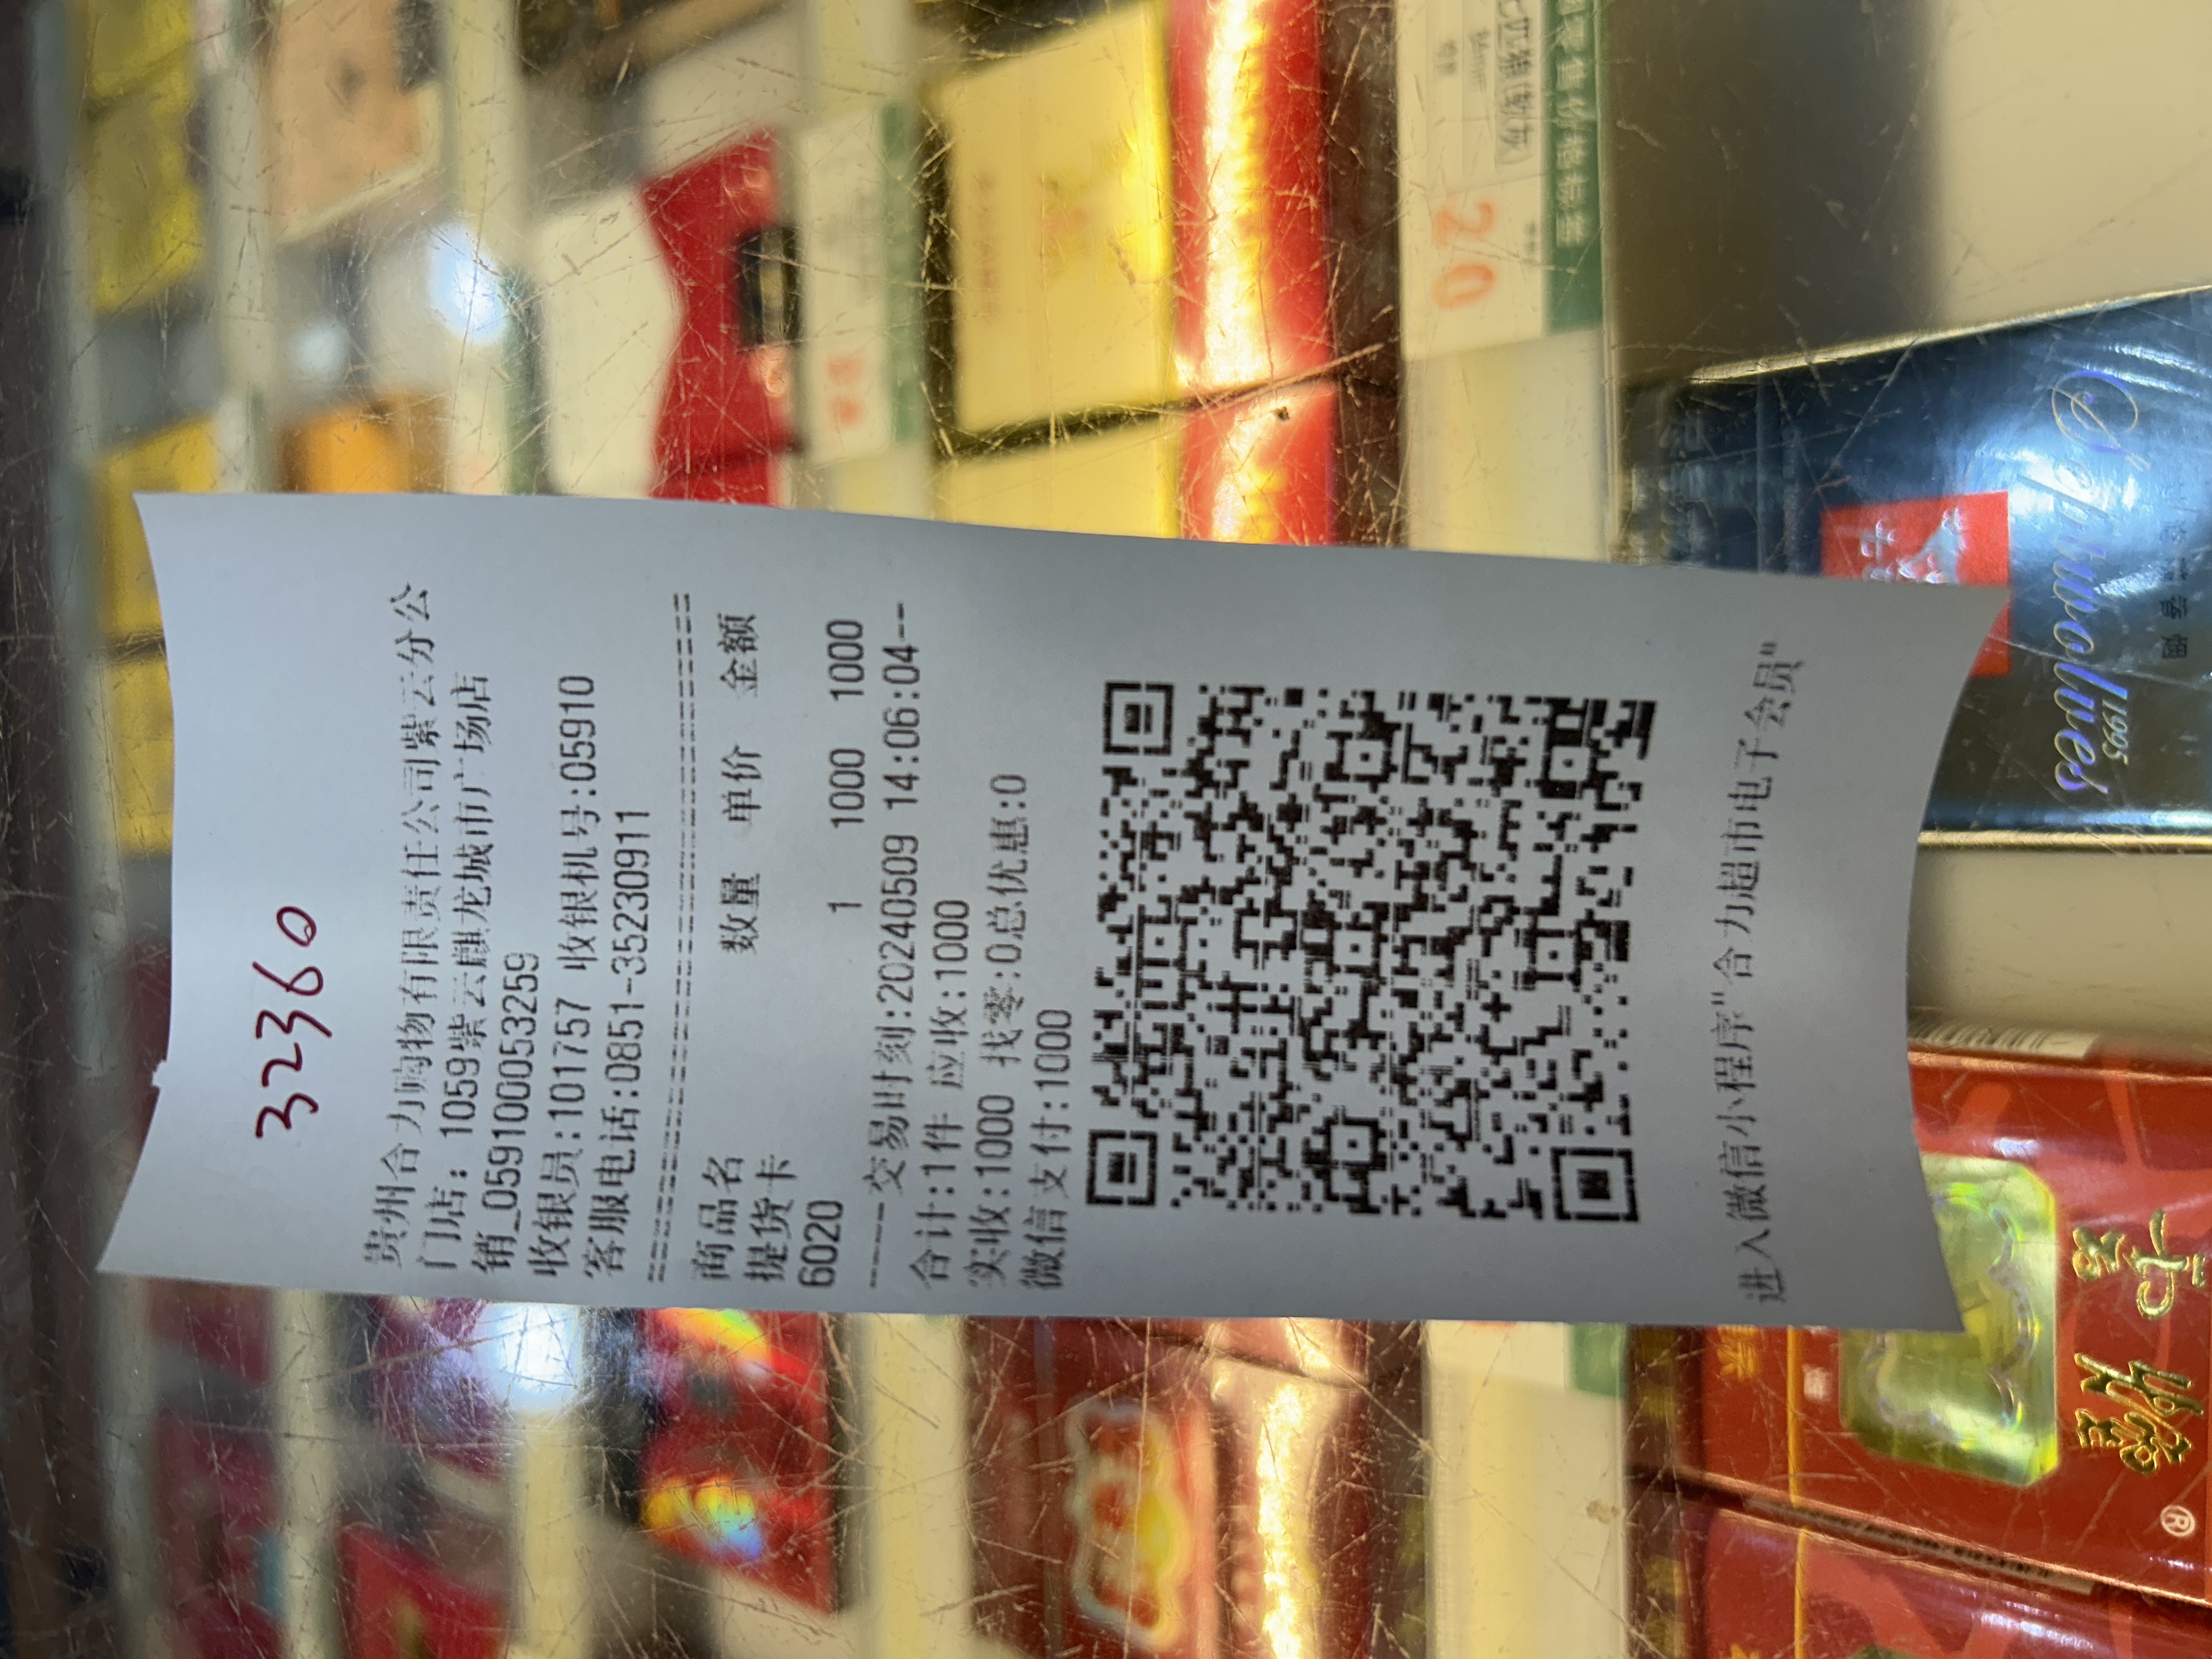 32360
贵州合力购物有限责任公司紫云分公
门店：1059紫云麒龙城市广场店
销_059100053259
收银员:101757 收银机号:05910
客服电话:0851-35230911
商品名 数量 单价 金额
提货卡
6020 1 1000 1000
----交易时刻:20240509 14:06:04--
合计:1件 应收:1000
实收:1000 找零:0总优惠:0
微信支付:1000
进入微信小程序"合力超市电子会员"
20
Septwolves
1995